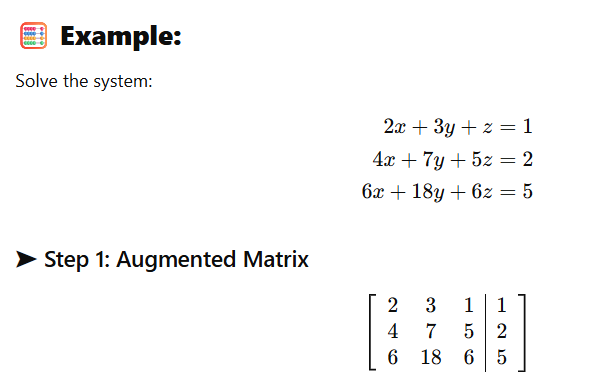 🧮 Example:
Solve the system:
2x + 3y + z = 1
4x + 7y + 5z = 2
6x + 18y + 6z = 5
➤ Step 1: Augmented Matrix
[ 2 3 1 | 1 ]
[ 4 7 5 | 2 ]
[ 6 18 6 | 5 ]